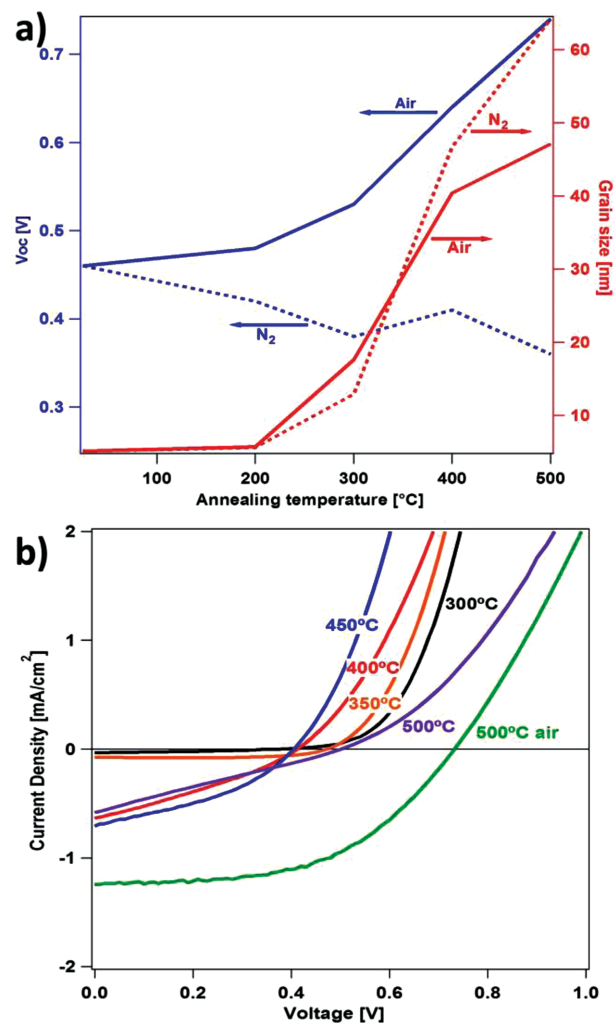 a)
0.7
0.6
0.5
0.4
0.3
Voc [V]
Air
N2
N2
Air
60
50
40
30
20
10
Grain size [nm]
100 200 300 400 500
Annealing temperature [°C]
b)
2
1
0
-1
-2
Current Density [mA/cm2]
450ºC
300ºC
400ºC
350ºC
500ºC
500ºC air
0.0 0.2 0.4 0.6 0.8 1.0
Voltage [V]